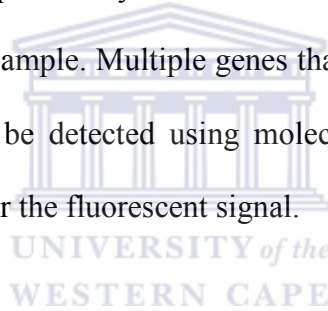 ample. Multiple genes tha
be detected using molec
r the fluorescent signal.
UNIVERSITY of the
WESTERN CAPE